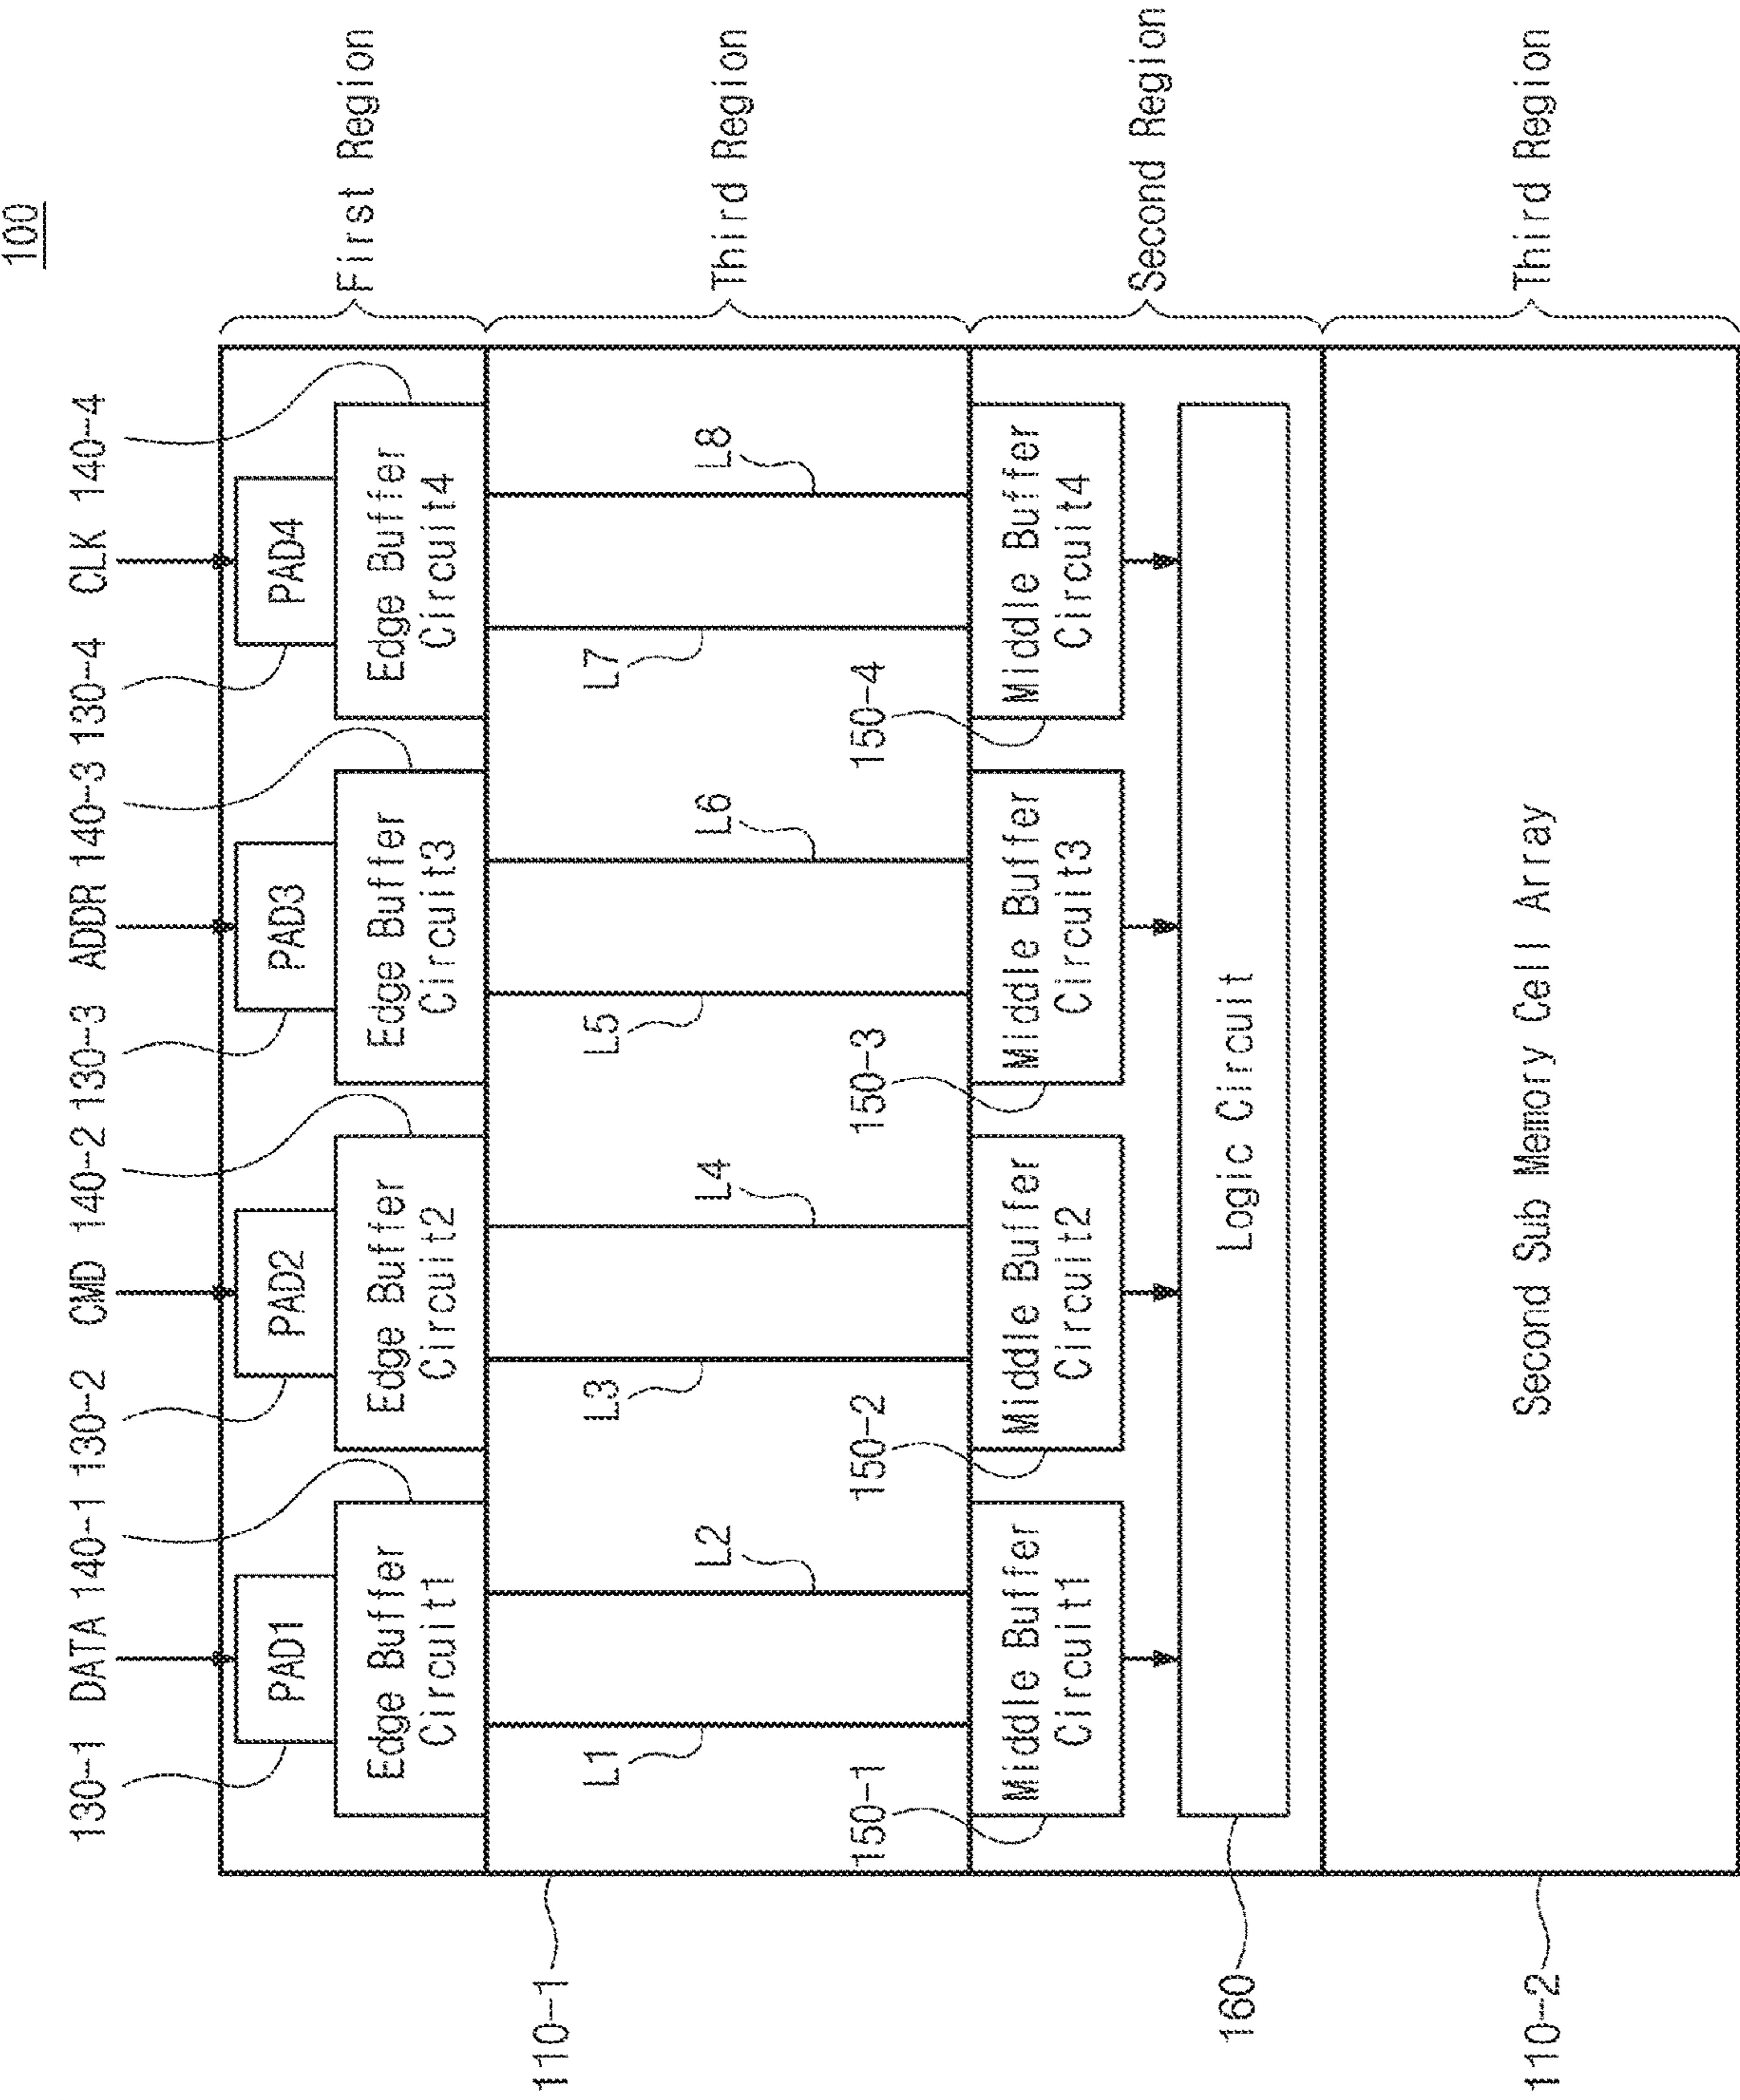 100
130-1 DATA 140-1 130-2 CMD 140-2 130-3 ADDR 140-3 130-4 CLK 140-4
PAD1 PAD2 PAD3 PAD4
First Region
Edge Buffer Edge Buffer Edge Buffer Edge Buffer
Circuit1 Circuit2 Circuit3 Circuit4
110-1
L1 L3 L5 L7
L2 L4 L6 L8
Third Region
150-1 150-2 150-3 150-4
Middle Buffer Middle Buffer Middle Buffer Middle Buffer
Circuit1 Circuit2 Circuit3 Circuit4
Second Region
160
Logic Circuit
110-2
Second Sub Memory Cell Array
Third Region